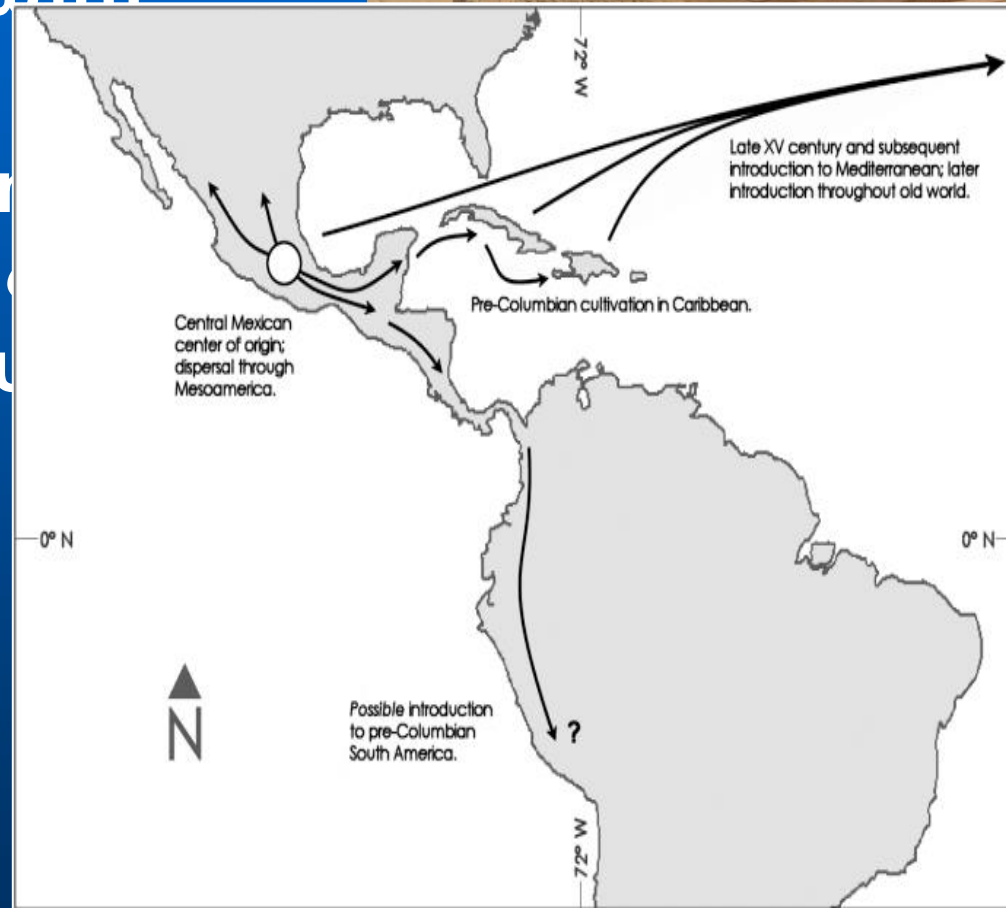 72° W
Late XV century and subsequent
introduction to Mediterranean; later
introduction throughout old world.
Pre-Columbian cultivation in Caribbean.
Central Mexican
center of origin;
dispersal through
Mesoamerica.
0° N
0° N
Possible introduction
to pre-Columbian
South America.
?
N
72° W